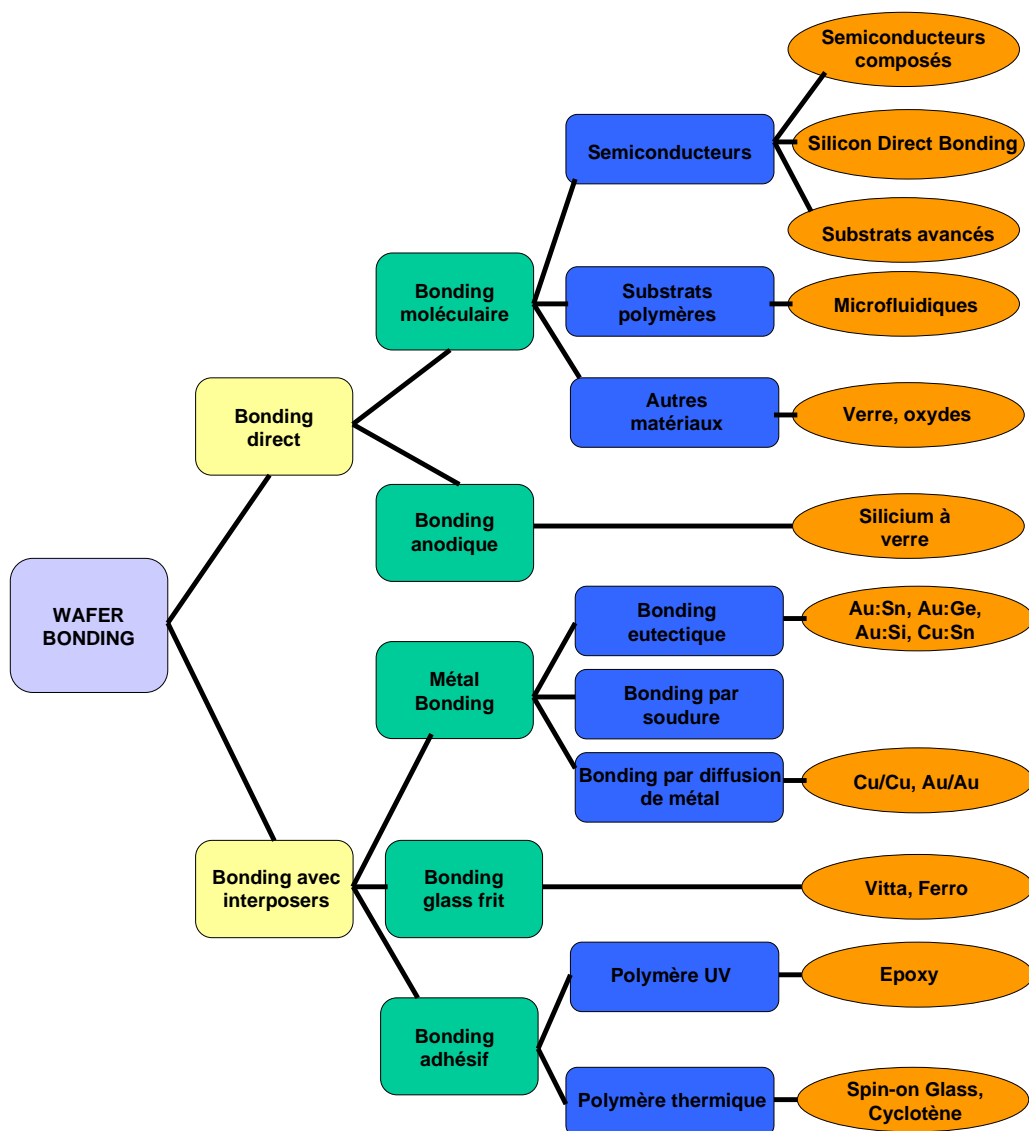 Semiconducteurs
composés
Semiconducteurs
Silicon Direct Bonding
Substrats avancés
Bonding
moléculaire
Substrats
polymères
Microfluidiques
Autres
matériaux
Verre, oxydes
Bonding
direct
Bonding
anodique
Silicium à
verre
WAFER
BONDING
Bonding
eutectique
Au:Sn, Au:Ge,
Au:Si, Cu:Sn
Métal
Bonding
Bonding par
soudure
Bonding par diffusion
de métal
Cu/Cu, Au/Au
Bonding avec
interposers
Bonding
glass frit
Vitta, Ferro
Polymère UV
Epoxy
Bonding
adhésif
Polymère thermique
Spin-on Glass,
Cyclotène